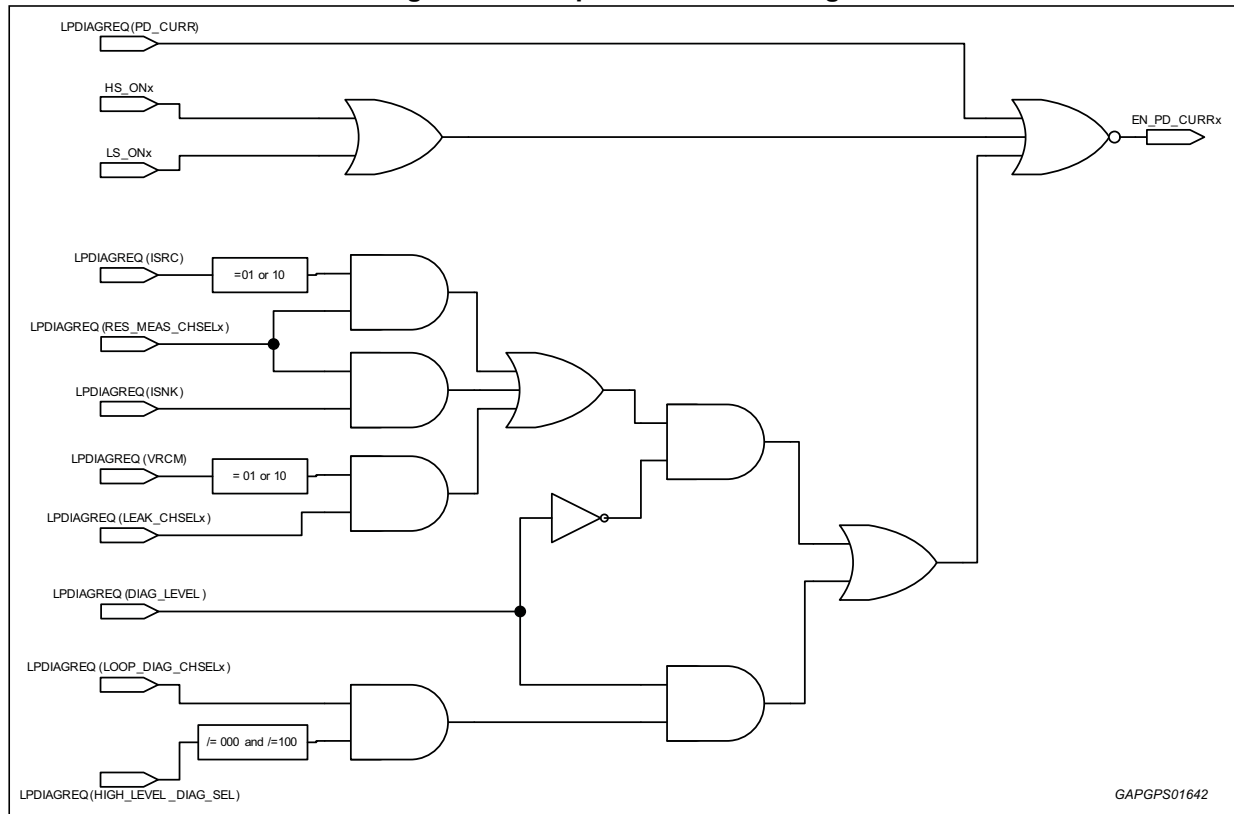 LPDIAGREQ(PD_CURR)
HS_ONx
EN_PD_CURRx
LS_ONx
LPDIAGREQ (ISRC)
=01 or 10
LPDIAGREQ (RES_MEAS_CHSELx)
LPDIAGREQ(ISNK)
LPDIAGREQ (VRCM)
= 01 or 10
LPDIAGREQ (LEAK_CHSELx)
LPDIAGREQ (DIAG_LEVEL )
LPDIAGREQ (LOOP_DIAG_CHSELx)
/= 000 and /=100
LPDIAGREQ(HIGH_LEVEL _DIAG_SEL)
GAPGPS01642